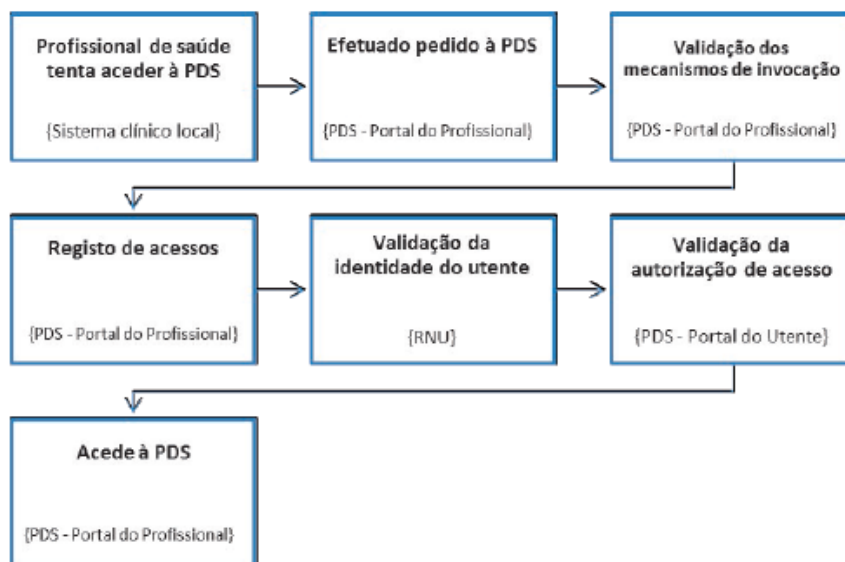 Profissional de saúde
tenta aceder à PDS
{Sistema clínico local}
Efetuado pedido à PDS
{PDS - Portal do Profissional}
Validação dos
mecanismos de invocação
{PDS - Portal do Profissional}
Registo de acessos
{PDS - Portal do Profissional}
Validação da
identidade do utente
{RNU}
Validação da
autorização de acesso
{PDS - Portal do Utente}
Acede à PDS
{PDS - Portal do Profissional}